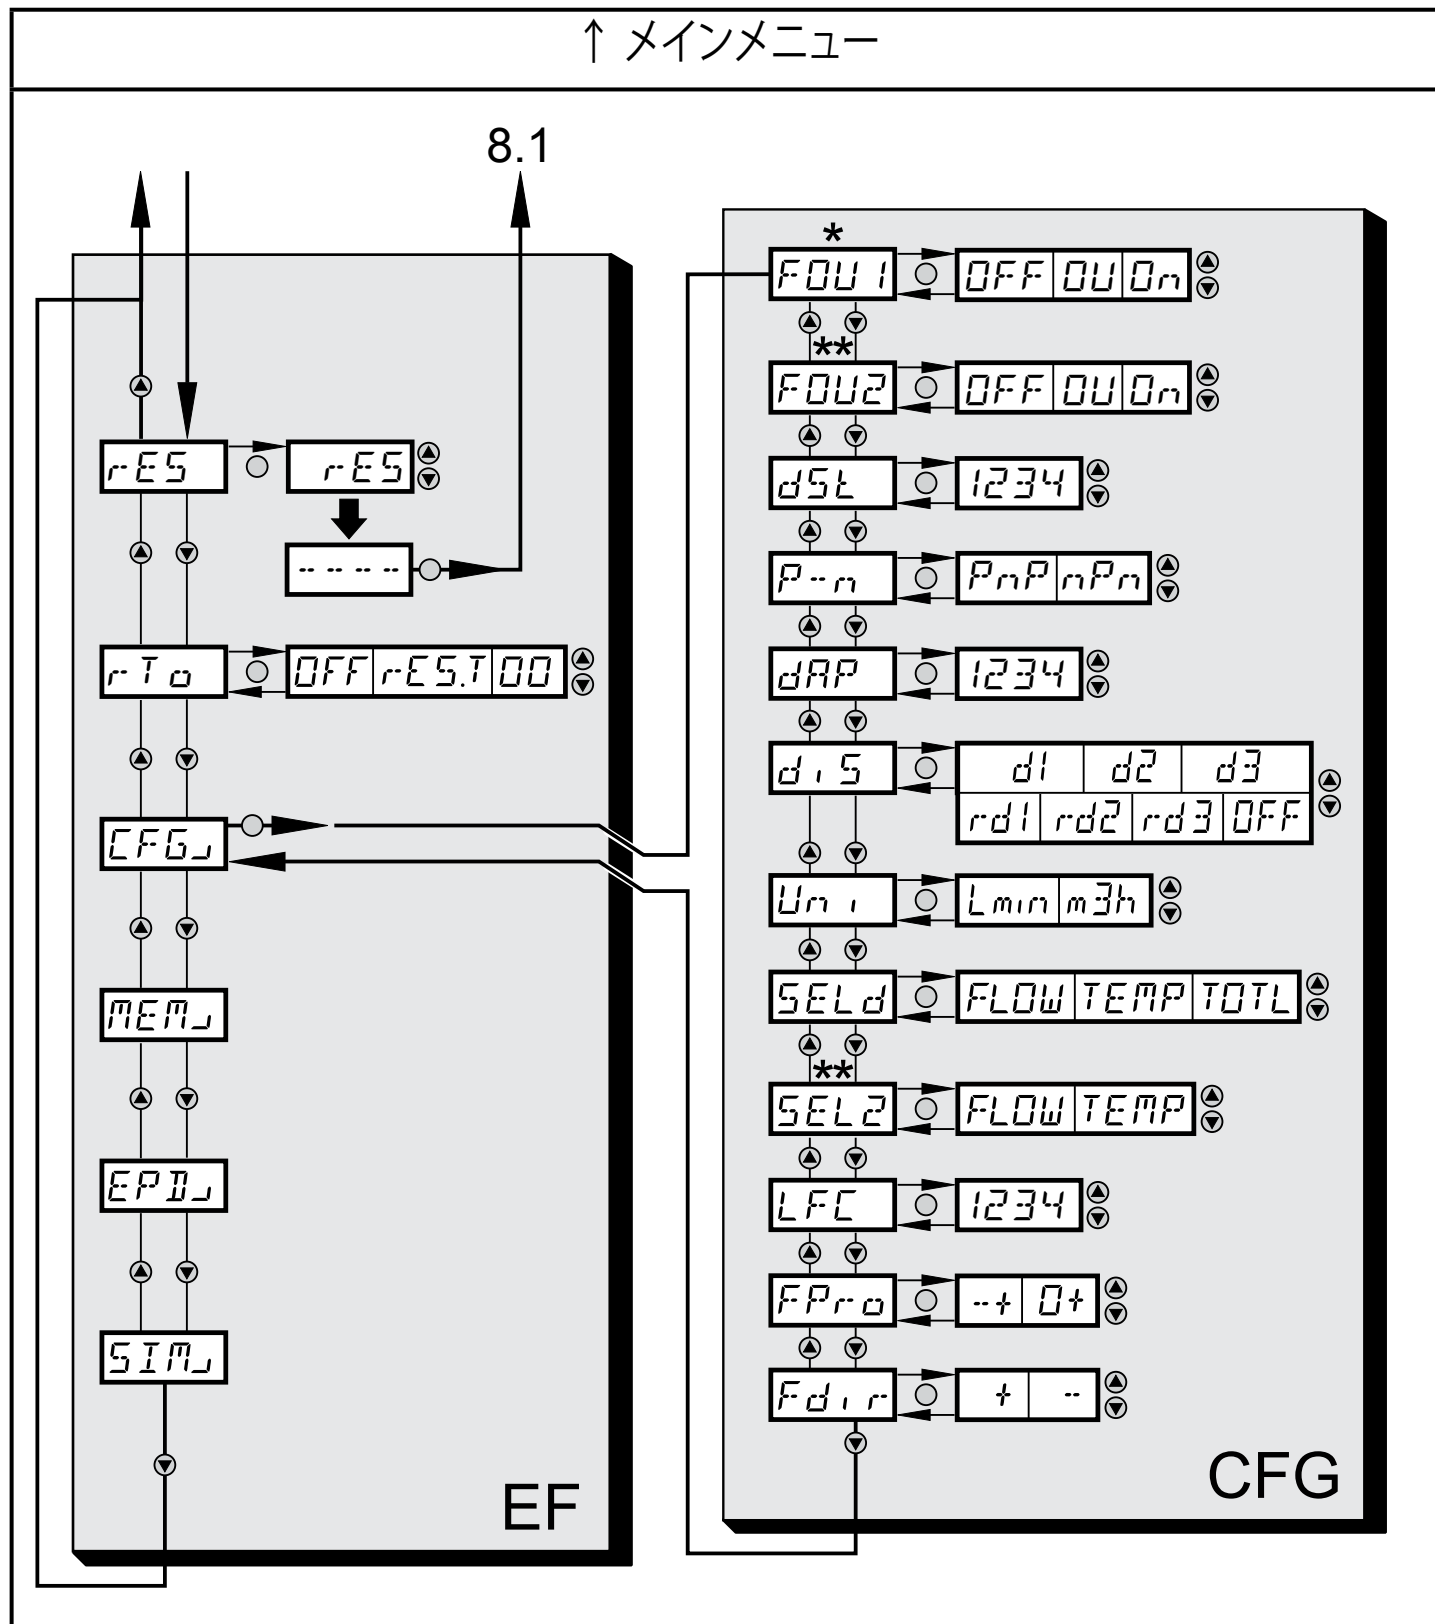 ↑ メインメニュー
8.1
rES
rES
----
rTo
OFF rES.T 00
CFG
MEM
EPD
SIM
EF
*
FOU1
OFF OU On
**
FOU2
OFF OU On
dSt
1234
P-n
PnP nPn
dAP
1234
diS
d1 d2 d3
rd1 rd2 rd3 OFF
Uni
Lmin m3h
SELd
FLOW TEMP TOTL
**
SEL2
FLOW TEMP
LFC
1234
FPro
-+ 0+
Fdir
+ -
CFG